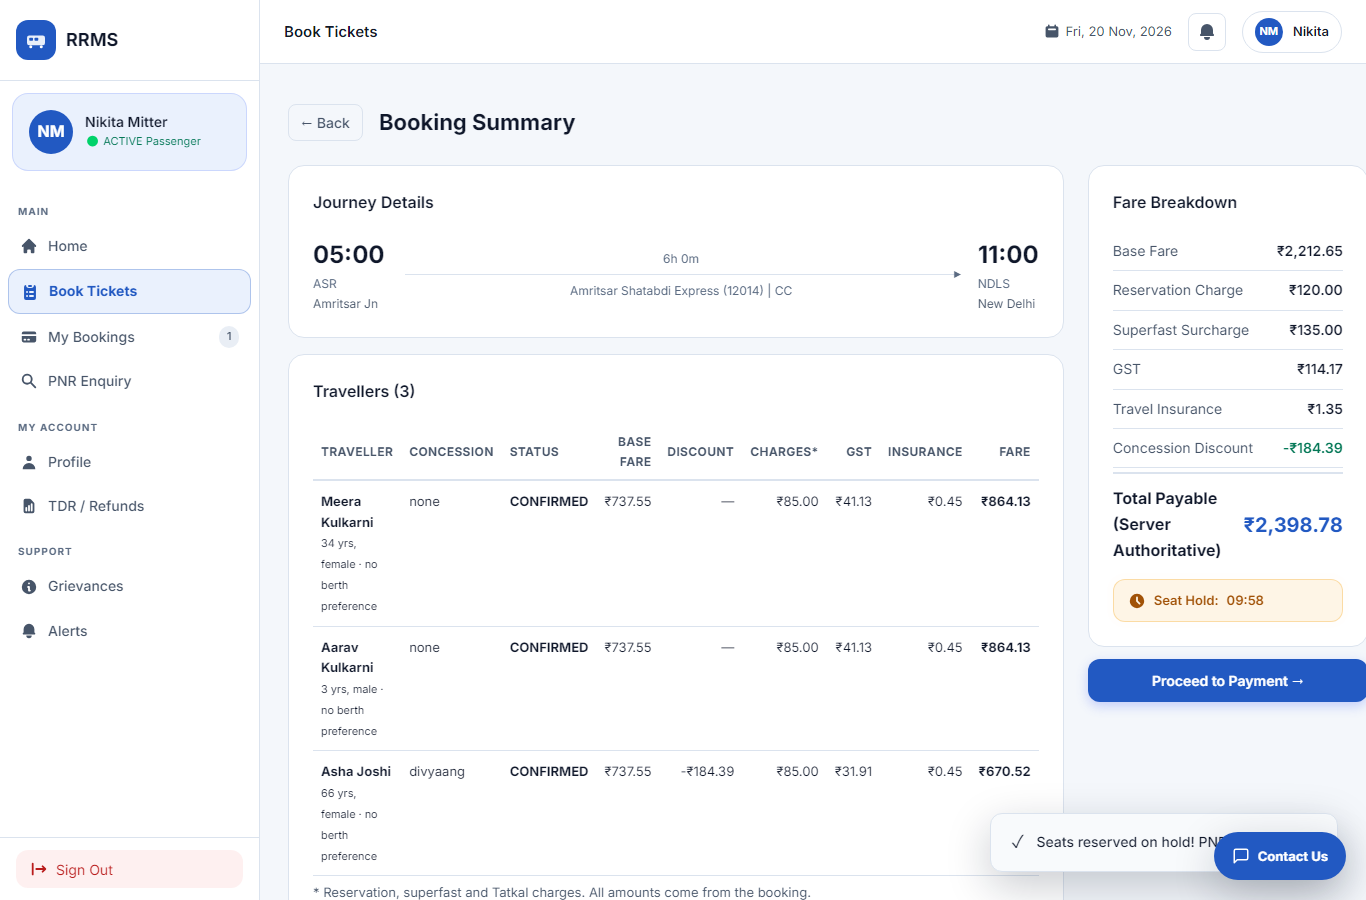 RRMS
NM
Nikita Mitter
ACTIVE Passenger
MAIN
Home
Book Tickets
My Bookings
1
PNR Enquiry
MY ACCOUNT
Profile
TDR / Refunds
SUPPORT
Grievances
Alerts
Sign Out
Book Tickets
Fri, 20 Nov, 2026
NM
Nikita
← Back
Booking Summary
Journey Details
05:00
ASR
Amritsar Jn
6h 0m
Amritsar Shatabdi Express (12014) | CC
11:00
NDLS
New Delhi
Travellers (3)
TRAVELLER CONCESSION STATUS BASE FARE DISCOUNT CHARGES* GST INSURANCE FARE
Meera Kulkarni none CONFIRMED ₹737.55 — ₹85.00 ₹41.13 ₹0.45 ₹864.13
34 yrs,
female · no
berth
preference
Aarav Kulkarni none CONFIRMED ₹737.55 — ₹85.00 ₹41.13 ₹0.45 ₹864.13
3 yrs, male ·
no berth
preference
Asha Joshi divyaang CONFIRMED ₹737.55 -₹184.39 ₹85.00 ₹31.91 ₹0.45 ₹670.52
66 yrs,
female · no
berth
preference
* Reservation, superfast and Tatkal charges. All amounts come from the booking.
Fare Breakdown
Base Fare ₹2,212.65
Reservation Charge ₹120.00
Superfast Surcharge ₹135.00
GST ₹114.17
Travel Insurance ₹1.35
Concession Discount -₹184.39
Total Payable
(Server
Authoritative)
₹2,398.78
Seat Hold: 09:58
Proceed to Payment →
✓ Seats reserved on hold!
Contact Us